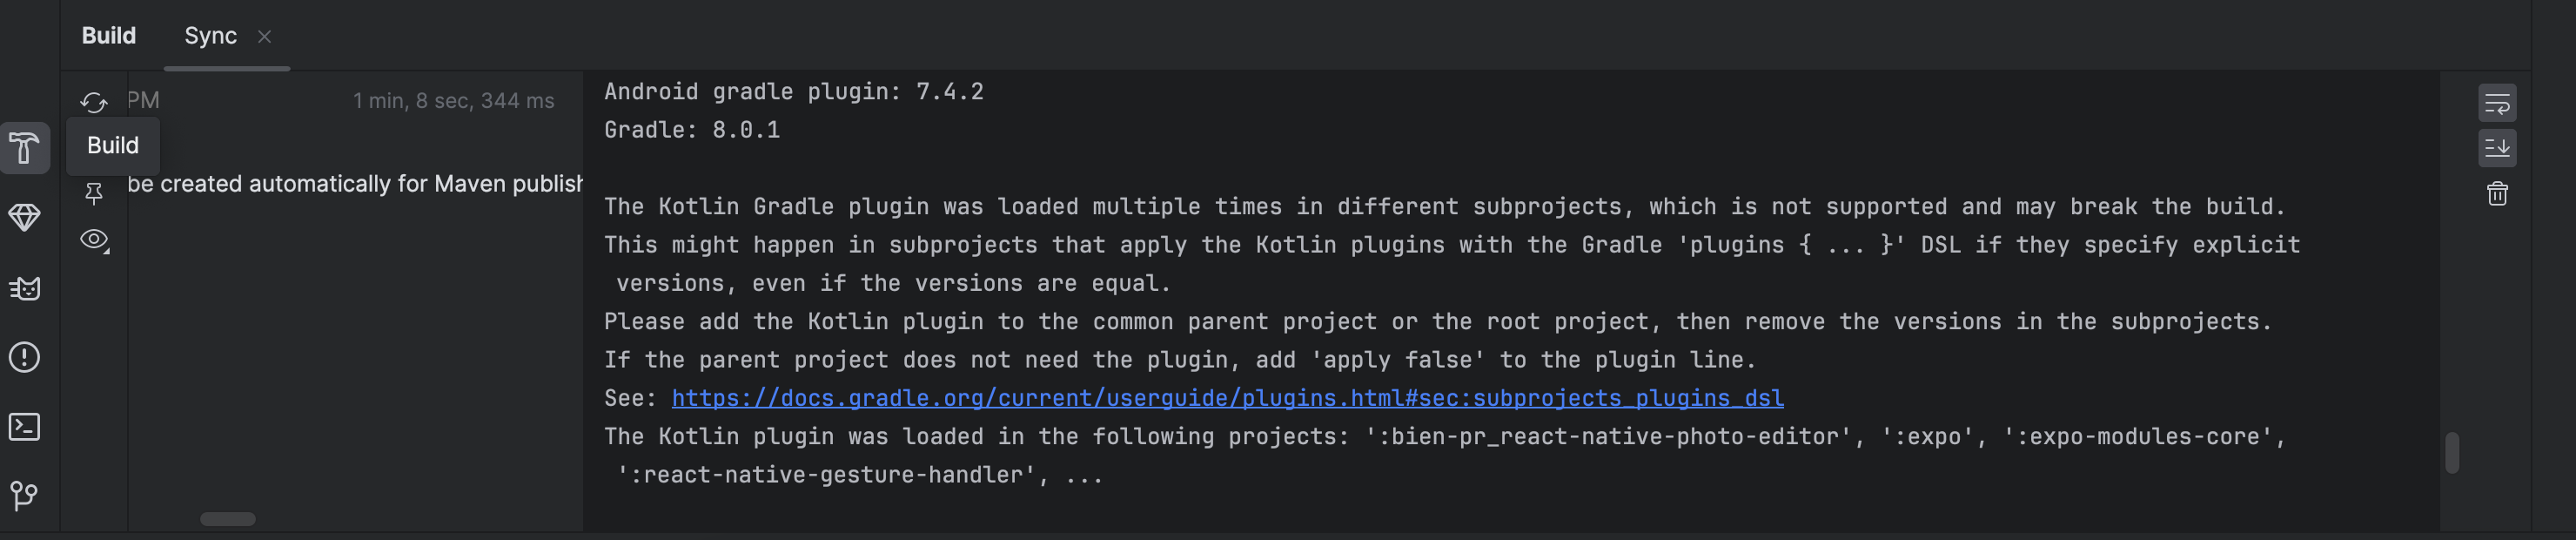 Build
Sync
PM
1 min, 8 sec, 344 ms
Build
be created automatically for Maven publish
Android gradle plugin: 7.4.2
Gradle: 8.0.1
The Kotlin Gradle plugin was loaded multiple times in different subprojects, which is not supported and may break the build.
This might happen in subprojects that apply the Kotlin plugins with the Gradle 'plugins { ... }' DSL if they specify explicit
versions, even if the versions are equal.
Please add the Kotlin plugin to the common parent project or the root project, then remove the versions in the subprojects.
If the parent project does not need the plugin, add 'apply false' to the plugin line.
See: https://docs.gradle.org/current/userguide/plugins.html#sec:subprojects_plugins_dsl
The Kotlin plugin was loaded in the following projects: ':bien-pr_react-native-photo-editor', ':expo', ':expo-modules-core',
':react-native-gesture-handler', ...